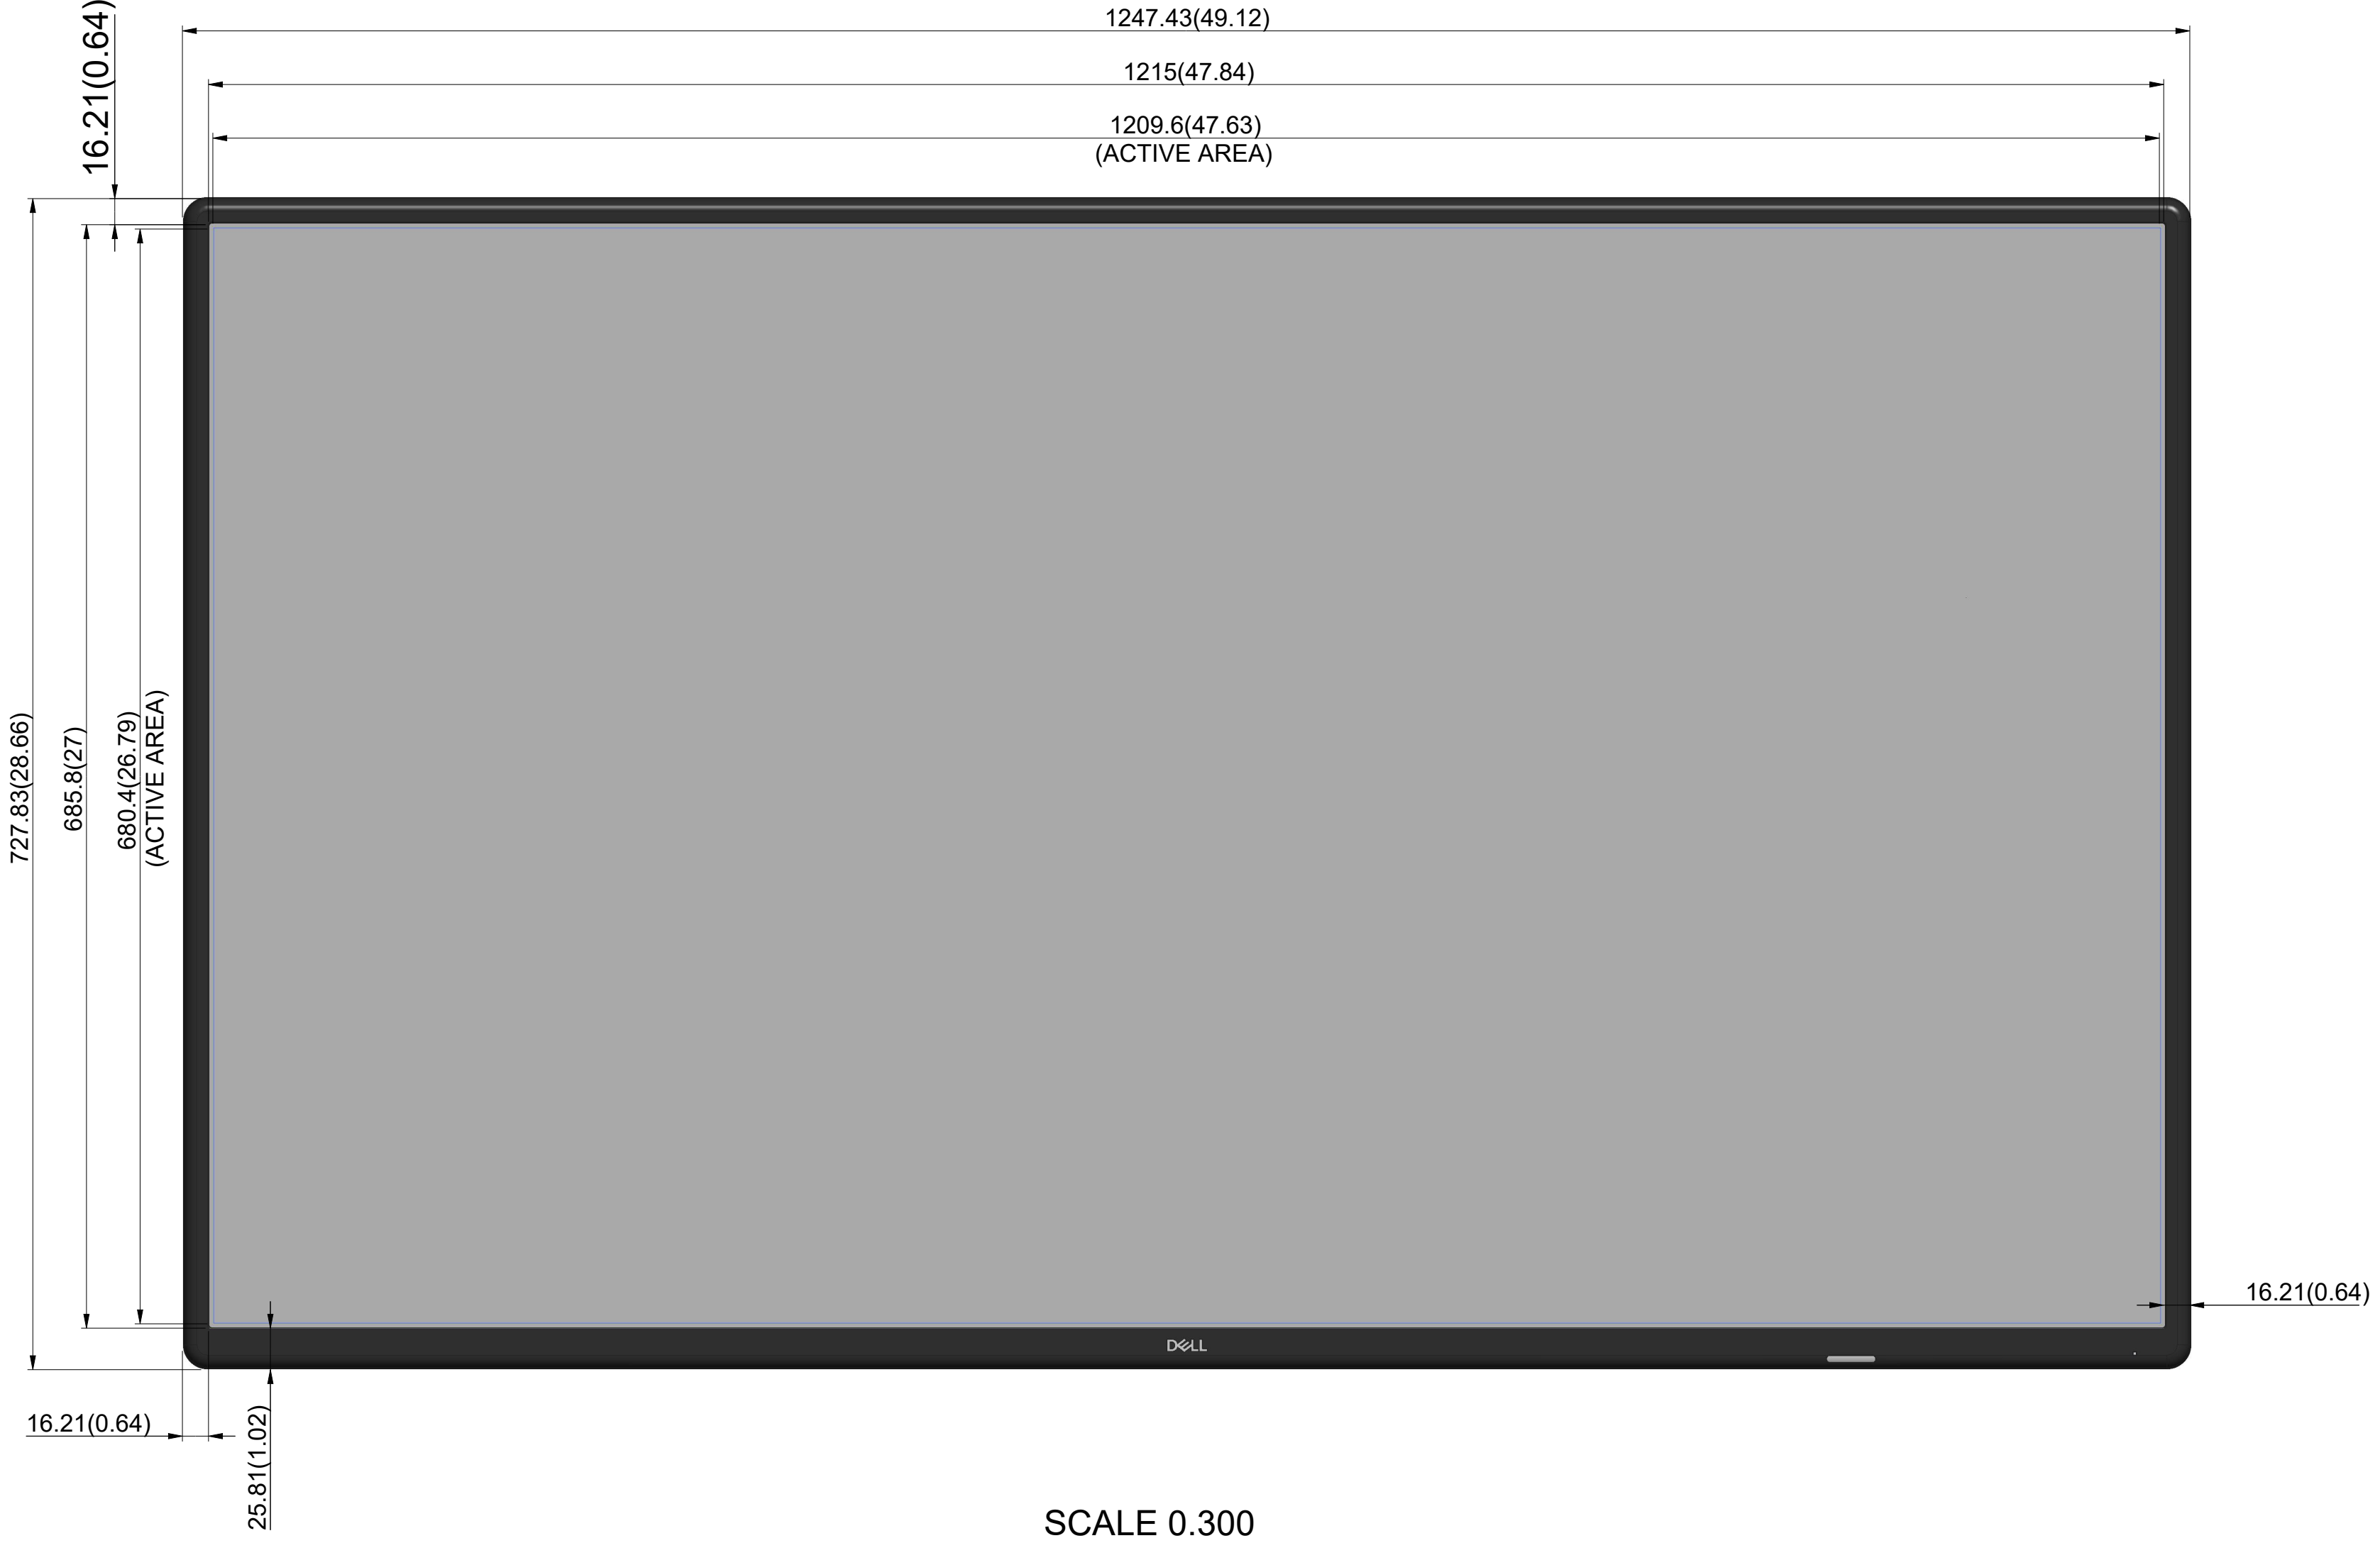 1247.43(49.12)
1215(47.84)
1209.6(47.63)
(ACTIVE AREA)
16.21(0.64)
727.83(28.66)
685.8(27)
680.4(26.79)
(ACTIVE AREA)
16.21(0.64)
DELL
16.21(0.64)
25.81(1.02)
SCALE 0.300